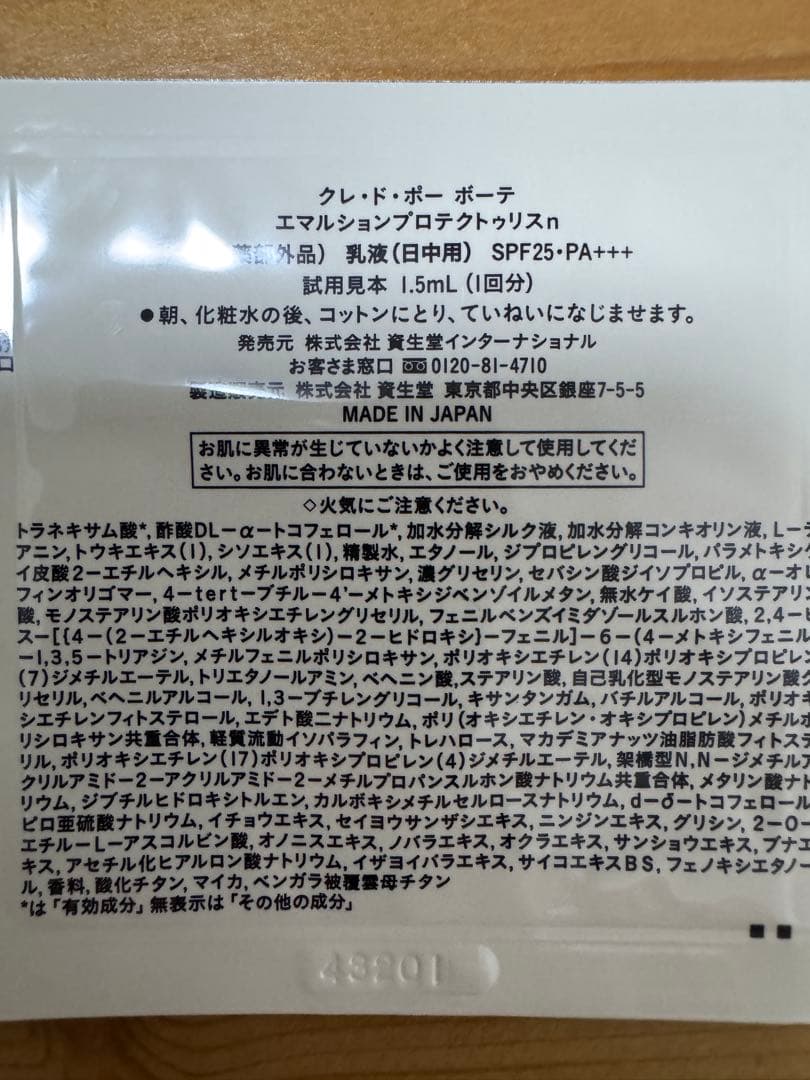 クレ・ド・ポー ボーテ
エマルションプロテクトゥリスn
薬部外品) 乳液(日中用) SPF25・PA+++
試用見本 1.5mL (1回分)
●朝、化粧水の後、コットンにとり、ていねいになじませます。
発売元 株式会社 資生堂インターナショナル
お客さま窓口 0120-81-4710
口
製造販売元 株式会社 資生堂 東京都中央区銀座7-5-5
MADE IN JAPAN
お肌に異常が生じていないかよく注意して使用してくだ
さい。お肌に合わないときは、ご使用をおやめください。
◇火気にご注意ください。
トラネキサム酸*, 酢酸DL-α-トコフェロール*, 加水分解シルク液, 加水分解コンキオリン液, L-テ
アニン, トウキエキス(1), シソエキス(1), 精製水, エタノール, ジプロピレングリコール, パラメトキシケ
イ皮酸2-エチルヘキシル, メチルポリシロキサン, 濃グリセリン, セバシン酸ジイソプロピル, α-オレ
フィンオリゴマー, 4-tert-ブチル-4'-メトキシジベンゾイルメタン, 無水ケイ酸, イソステアリン
酸, モノステアリン酸ポリオキシエチレングリセリル, フェニルベンズイミダゾールスルホン酸, 2,4-ビ
ス-[{4-(2-エチルヘキシルオキシ)-2-ヒドロキシ}-フェニル]-6-(4-メトキシフェニル
-1,3,5-トリアジン, メチルフェニルポリシロキサン, ポリオキシエチレン(14)ポリオキシプロピレン
(7)ジメチルエーテル, トリエタノールアミン, ベヘニン酸, ステアリン酸, 自己乳化型モノステアリン酸グ
リセリル, ベヘニルアルコール, 1,3-ブチレングリコール, キサンタンガム, バチルアルコール, ポリオキ
シエチレンフィトステロール, エデト酸二ナトリウム, ポリ(オキシエチレン・オキシプロピレン)メチルポ
リシロキサン共重合体, 軽質流動イソパラフィン, トレハロース, マカデミアナッツ油脂肪酸フィトステ
リル, ポリオキシエチレン(17)ポリオキシプロピレン(4)ジメチルエーテル, 架橋型N,N-ジメチルア
クリルアミド-2-アクリルアミド-2-メチルプロパンスルホン酸ナトリウム共重合体, メタリン酸ナト
リウム, ジブチルヒドロキシトルエン, カルボキシメチルセルロースナトリウム, d-δ-トコフェロール
ピロ亜硫酸ナトリウム, イチョウエキス, セイヨウサンザシエキス, ニンジンエキス, グリシン, 2-O-
エチル-L-アスコルビン酸, オノニスエキス, ノバラエキス, オクラエキス, サンショウエキス, ブナエ
キス, アセチル化ヒアルロン酸ナトリウム, イザヨイバラエキス, サイコエキスBS, フェノキシエタノー
ル, 香料, 酸化チタン, マイカ, ベンガラ被覆雲母チタン
*は「有効成分」無表示は「その他の成分」
43201